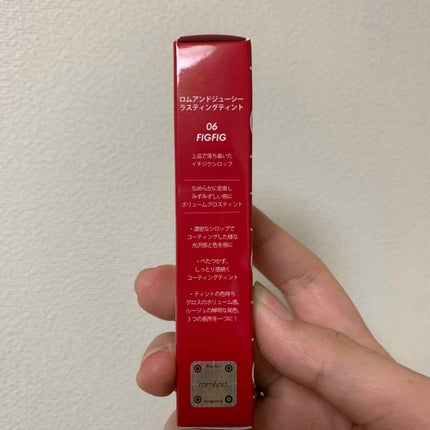 ロムアンドジューシー
ラスティングティント
06
FIGFIG
上品で落ち着いた
イチジクシロップ
なめらかに密着し
みずみずしい唇に
ボリュームグロスティント
・濃密なシロップで
コーティングした様な
光沢感と色を唇に
・べたつかず、
しっとり感続く
コーティングティント
・ティントの色持ち
グロスのボリューム感、
ルージュの鮮明な発色、
3つの長所を一つに!
rom&nd